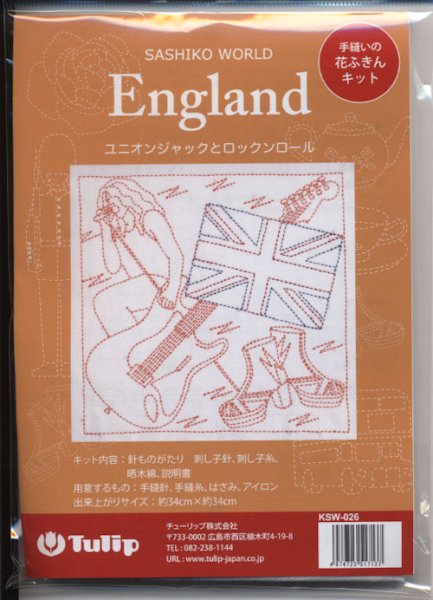 SASHIKO WORLD
England
ユニオンジャックとロックンロール
手縫いの
花ふきん
キット
キット内容：針ものがたり 刺し子針、刺し子糸、
晒木綿、説明書
用意するもの：手縫針、手縫糸、はさみ、アイロン
出来上がりサイズ：約34cm×約34cm
Tulip
チューリップ株式会社
〒733-0002 広島市西区楠木町4-19-8
TEL : 082-238-1144
URL : www.tulip-japan.co.jp
KSW-026